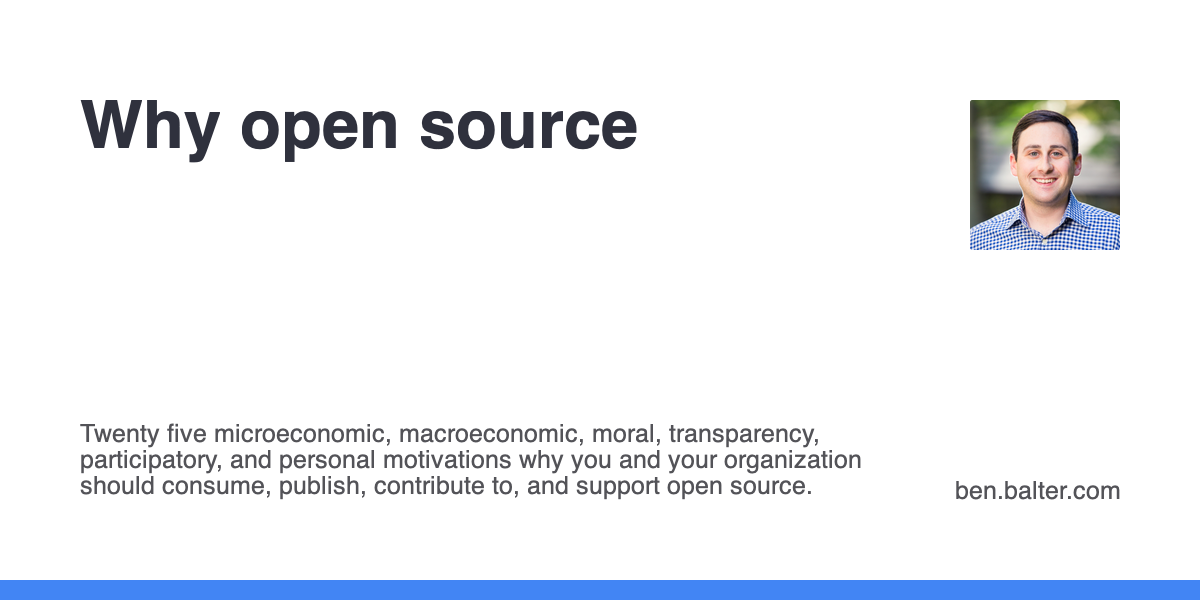 Why open source
Twenty five microeconomic, macroeconomic, moral, transparency,
participatory, and personal motivations why you and your organization
should consume, publish, contribute to, and support open source.
ben.balter.com